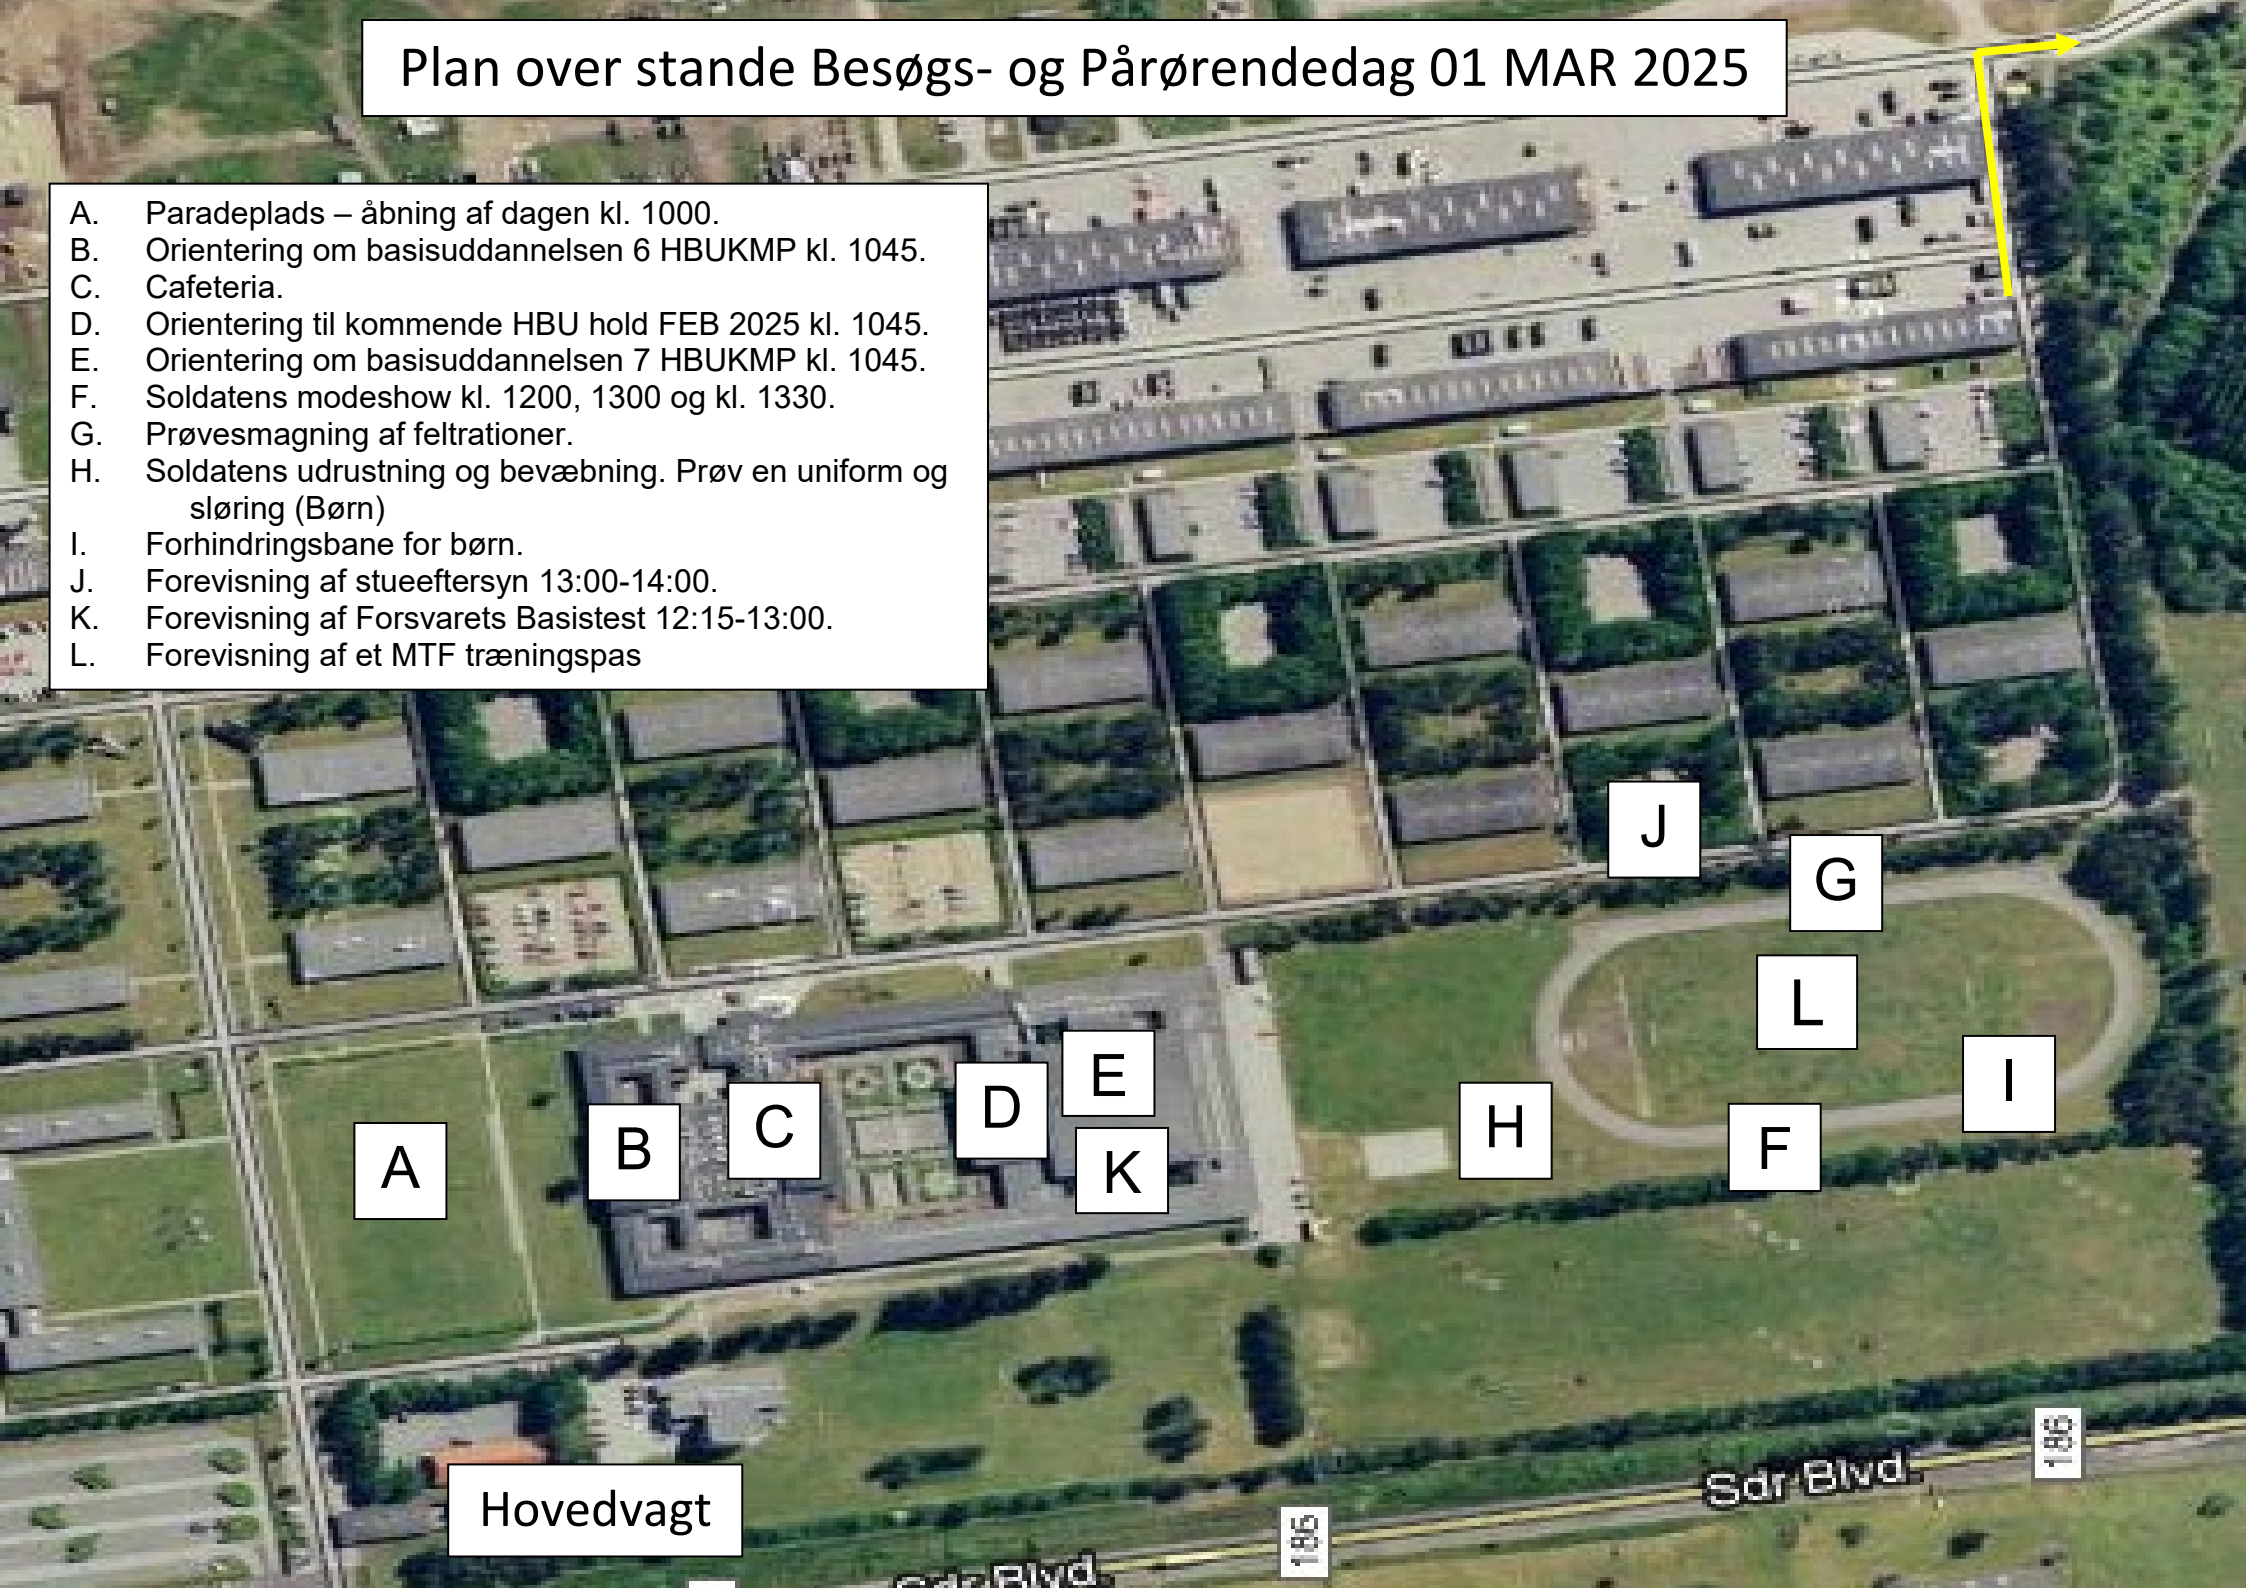 Plan over stande Besøgs- og Pårørendedag 01 MAR 2025
A. Paradeplads – åbning af dagen kl. 1000.
B. Orientering om basisuddannelsen 6 HBUKMP kl. 1045.
C. Cafeteria.
D. Orientering til kommende HBU hold FEB 2025 kl. 1045.
E. Orientering om basisuddannelsen 7 HBUKMP kl. 1045.
F. Soldatens modeshow kl. 1200, 1300 og kl. 1330.
G. Prøvesmagning af feltrationer.
H. Soldatens udrustning og bevæbning. Prøv en uniform og
sløring (Børn)
I. Forhindringsbane for børn.
J. Forevisning af stueeftersyn 13:00-14:00.
K. Forevisning af Forsvarets Basistest 12:15-13:00.
L. Forevisning af et MTF træningspas
J
G
L
E
I
D
C
H
B
F
A
K
Hovedvagt
186
Sdr Blvd.
186
Sdr Blvd.